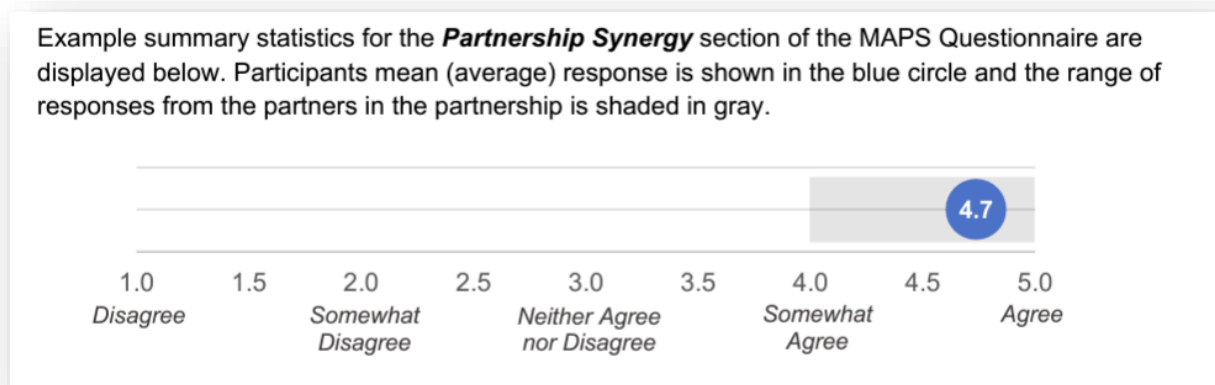 Example summary statistics for the Partnership Synergy section of the MAPS Questionnaire are
displayed below. Participants mean (average) response is shown in the blue circle and the range of
responses from the partners in the partnership is shaded in gray.
4.7
1.0 1.5 2.0 2.5 3.0 3.5 4.0 4.5 5.0
Disagree Somewhat Neither Agree Somewhat Agree
Disagree nor Disagree Agree